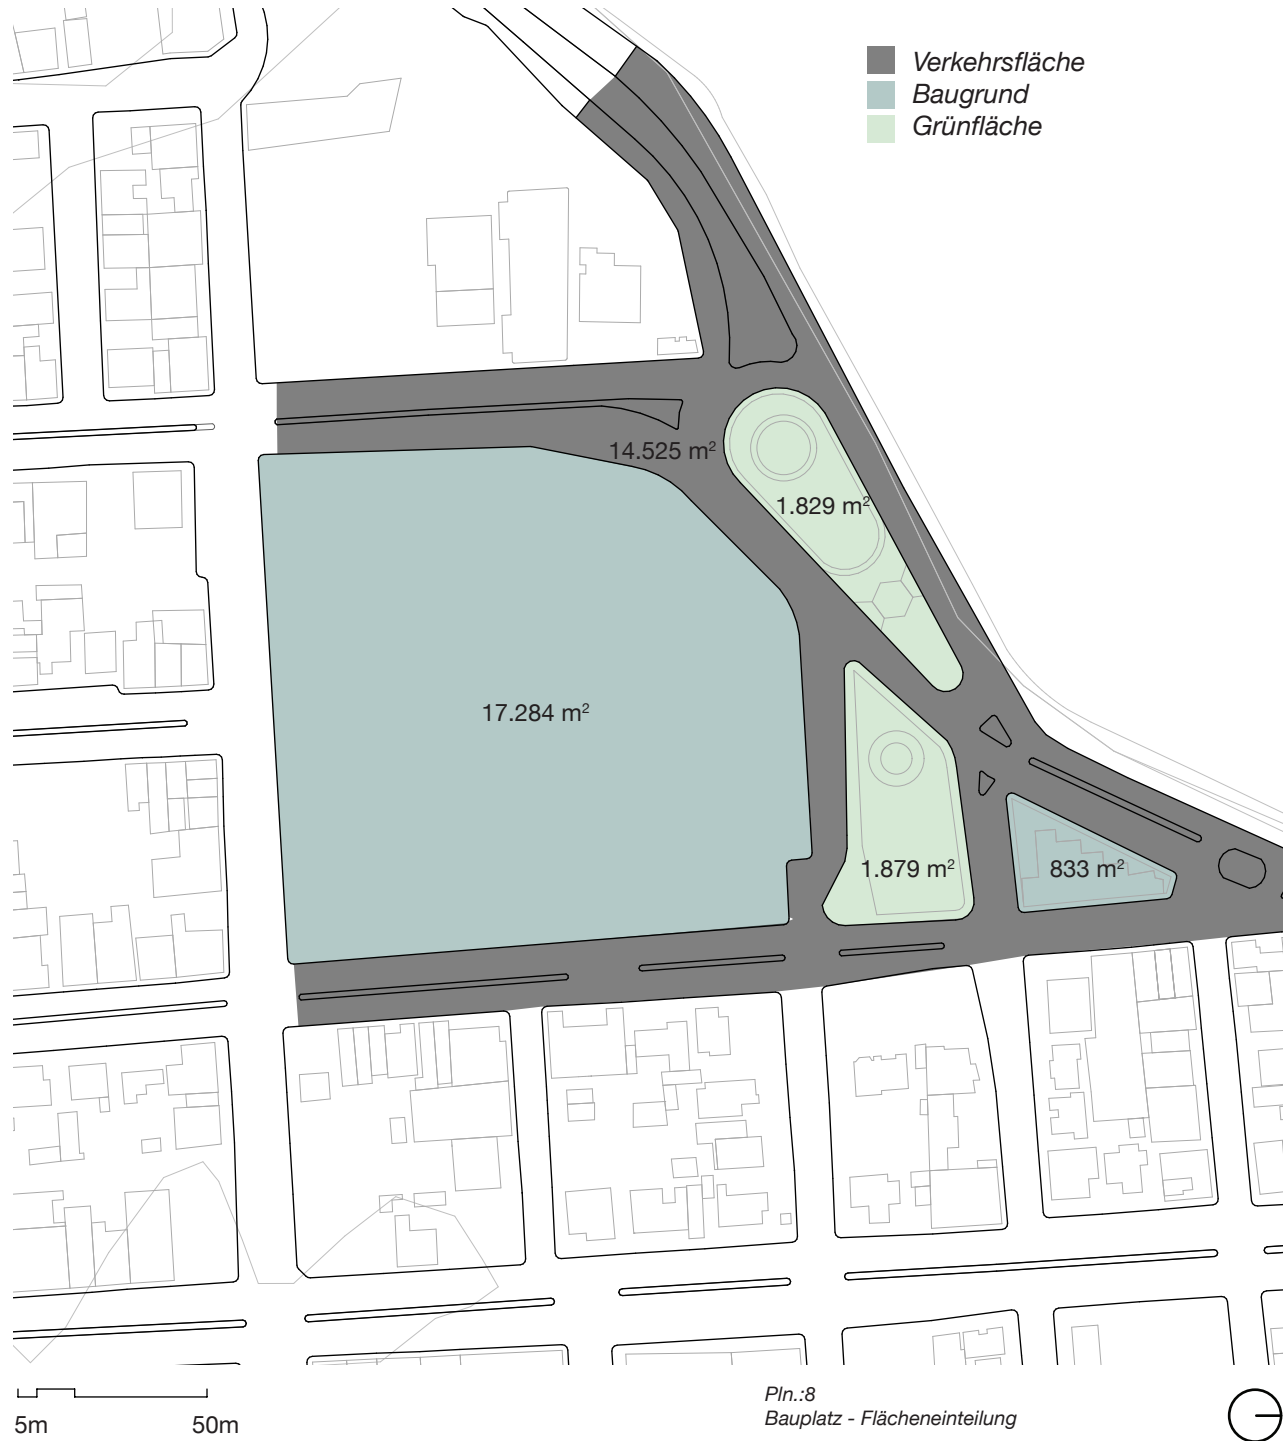 Verkehrsfläche
Baugrund
Grünfläche
14.525 m²
1.829 m²
17.284 m²
1.879 m²
833 m²
5m 50m
Pln.:8
Bauplatz - Flächeneinteilung